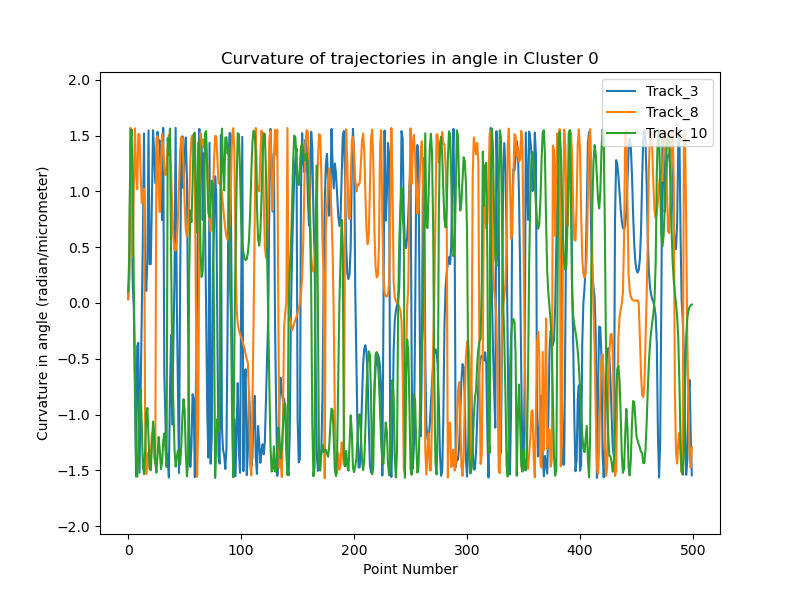 Curvature of trajectories in angle in Cluster 0
Track_3
Track_8
Track_10
2.0
1.5
1.0
0.5
0.0
−0.5
−1.0
−1.5
−2.0
Curvature in angle (radian/micrometer)
0 100 200 300 400 500
Point Number